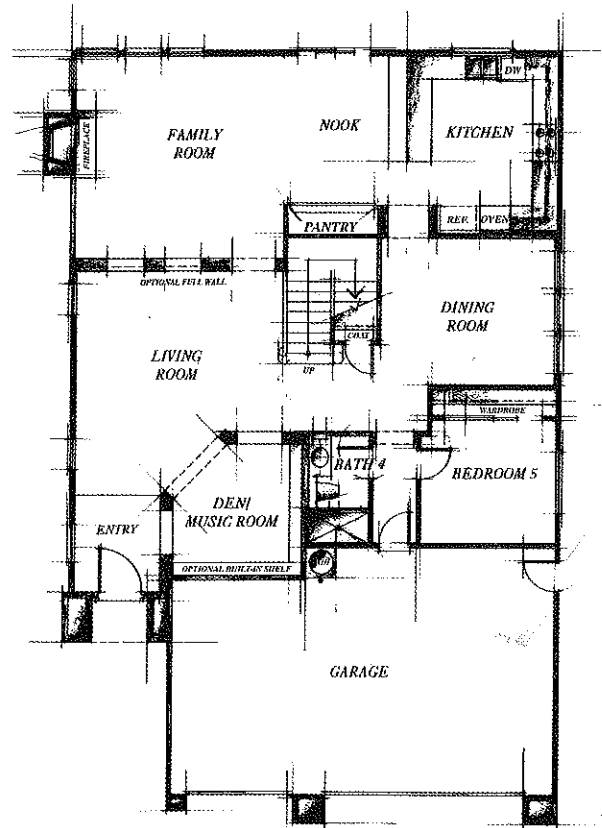 DW
FAMILY
ROOM
NOOK
KITCHEN
FIREPLACE
PANTRY
REF.
OVEN
OPTIONAL FULL WALL
DINING
ROOM
COAT
LIVING
ROOM
UP
WARDROBE
BATH 4
BEDROOM 5
DEN/
MUSIC ROOM
ENTRY
OPTIONAL BUILT-IN SHELF
GARAGE